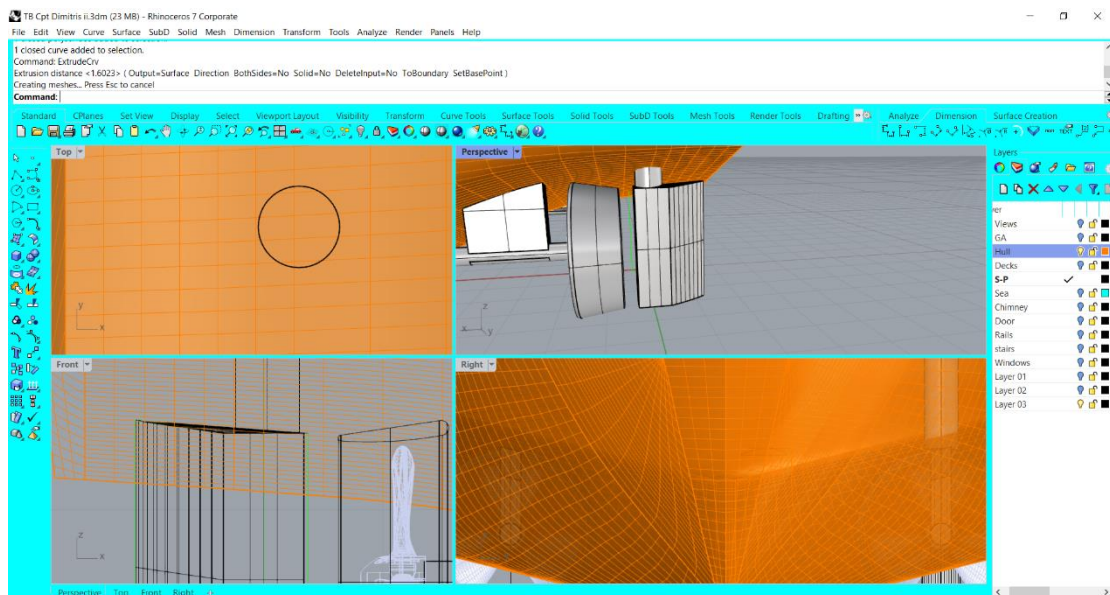 TB Cpt Dimitris ii.3dm (23 MB) - Rhinoceros 7 Corporate
File Edit View Curve Surface SubD Solid Mesh Dimension Transform Tools Analyze Render Panels Help
1 closed curve added to selection.
Command: ExtrudeCrv
Extrusion distance <1.6023> ( Output=Surface Direction BothSides=No Solid=No DeleteInput=No ToBoundary SetBasePoint )
Creating meshes... Press Esc to cancel
Command:
Standard CPlanes Set View Display Select Viewport Layout Visibility Transform Curve Tools Surface Tools Solid Tools SubD Tools Mesh Tools Render Tools Drafting Analyze Dimension Surface Creation
Top
y
x
Perspective
z
x y
Front
z
x
Right
Layers
er
Views
GA
Hull
Decks
S-P
Sea
Chimney
Door
Rails
stairs
Windows
Layer 01
Layer 02
Layer 03
Perspective Top Front Right